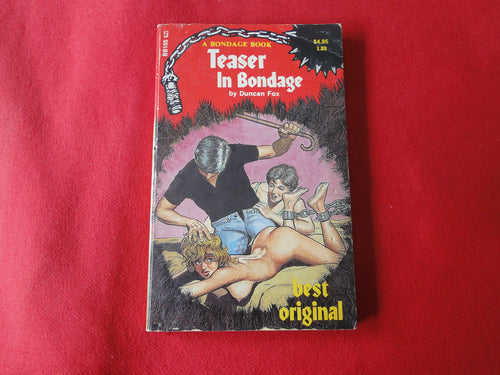 A BONDAGE BOOK
$4.95
Teaser
In Bondage
by Duncan Fox
best
original